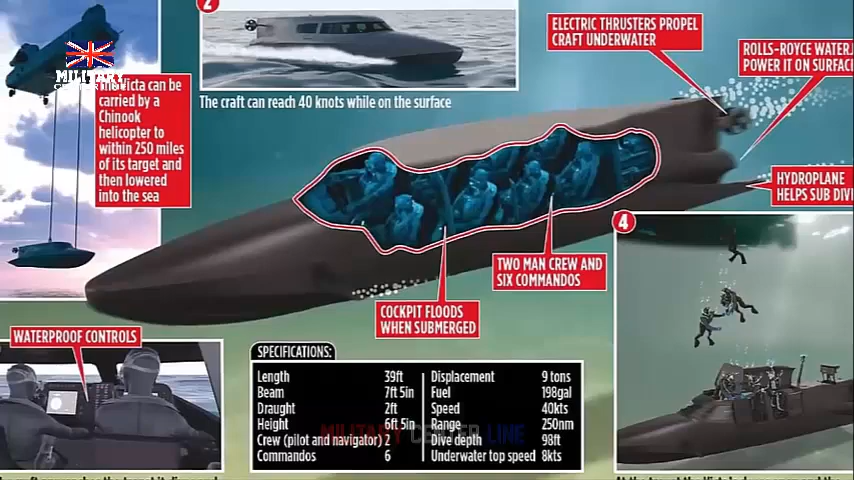 2
ELECTRIC THRUSTERS PROPEL
CRAFT UNDERWATER
ROLLS-ROYCE
POWER IT ON
MILITARY
can be
carried by a
Chinook
helicopter to
within 250 miles
of its target and
then lowered
into the sea
The craft can reach 40 knots while on the surface
HYDROPLANE
HELPS SUB
4
TWO MAN CREW AND
SIX COMMANDOS
COCKPIT FLOODS
WHEN SUBMERGED
WATERPROOF CONTROLS
SPECIFICATIONS:
Length 39ft
Beam 7ft 5in
Draught 2ft
Height 6ft 5in
Crew (pilot and navigator) 2
Commandos 6
Displacement 9 tons
Fuel 198gal
Speed 40kts
Range 250nm
Dive depth 98ft
Underwater top speed 8kts
MILITARY CENTER LINE